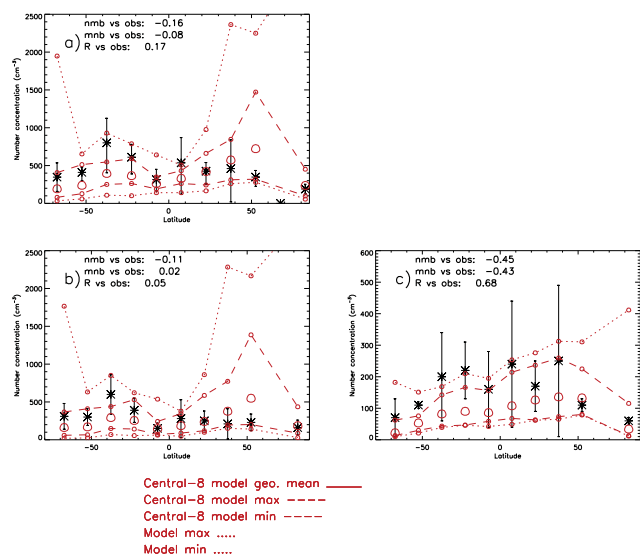 nmb vs obs: −0.16
mnb vs obs: −0.08
R vs obs: 0.17
a)
Number concentration (cm⁻³)
2500
2000
1500
1000
500
0
−50 0 50
Latitude
nmb vs obs: −0.11
mnb vs obs: 0.02
R vs obs: 0.05
b)
Number concentration (cm⁻³)
2500
2000
1500
1000
500
0
−50 0 50
Latitude
nmb vs obs: −0.45
mnb vs obs: −0.43
R vs obs: 0.68
c)
Number concentration (cm⁻³)
600
500
400
300
200
100
0
−50 0 50
Latitude
Central−8 model geo. mean
Central−8 model max
Central−8 model min
Model max .....
Model min .....